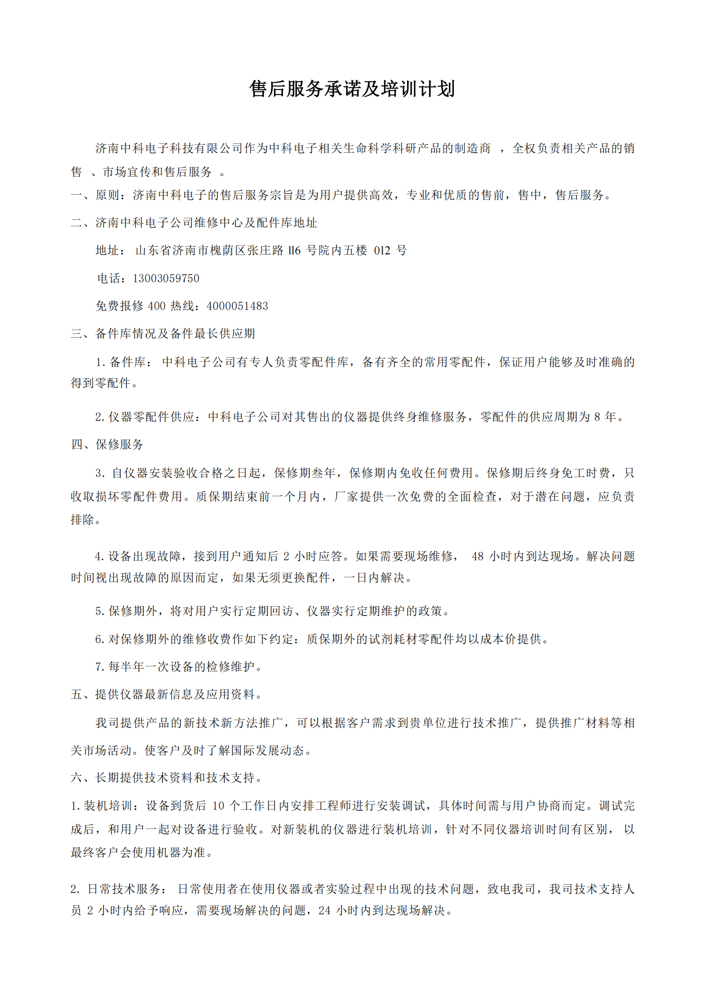 售后服务承诺及培训计划
济南中科电子科技有限公司作为中科电子相关生命科学科研产品的制造商 ，全权负责相关产品的销
售 、市场宣传和售后服务 。
一、原则：济南中科电子的售后服务宗旨是为用户提供高效，专业和优质的售前，售中，售后服务。
二、济南中科电子公司维修中心及配件库地址
地址： 山东省济南市槐荫区张庄路 ll6 号院内五楼 0l2 号
电话：13003059750
免费报修 400 热线：4000051483
三、备件库情况及备件最长供应期
1. 备件库： 中科电子公司有专人负责零配件库，备有齐全的常用零配件，保证用户能够及时准确的
得到零配件。
2. 仪器零配件供应：中科电子公司对其售出的仪器提供终身维修服务，零配件的供应周期为 8 年。
四、保修服务
3. 自仪器安装验收合格之日起，保修期叁年，保修期内免收任何费用。保修期后终身免工时费，只
收取损坏零配件费用。质保期结束前一个月内，厂家提供一次免费的全面检查，对于潜在问题，应负责
排除。
4. 设备出现故障，接到用户通知后 2 小时应答。如果需要现场维修， 48 小时内到达现场。解决问题
时间视出现故障的原因而定，如果无须更换配件，一日内解决。
5. 保修期外，将对用户实行定期回访、仪器实行定期维护的政策。
6. 对保修期外的维修收费作如下约定：质保期外的试剂耗材零配件均以成本价提供。
7. 每半年一次设备的检修维护。
五、提供仪器最新信息及应用资料。
我司提供产品的新技术新方法推广，可以根据客户需求到贵单位进行技术推广，提供推广材料等相
关市场活动。使客户及时了解国际发展动态。
六、长期提供技术资料和技术支持。
1. 装机培训：设备到货后 10 个工作日内安排工程师进行安装调试，具体时间需与用户协商而定。调试完
成后，和用户一起对设备进行验收。对新装机的仪器进行装机培训，针对不同仪器培训时间有区别， 以
最终客户会使用机器为准。
2. 日常技术服务： 日常使用者在使用仪器或者实验过程中出现的技术问题，致电我司，我司技术支持人
员 2 小时内给予响应，需要现场解决的问题，24 小时内到达现场解决。